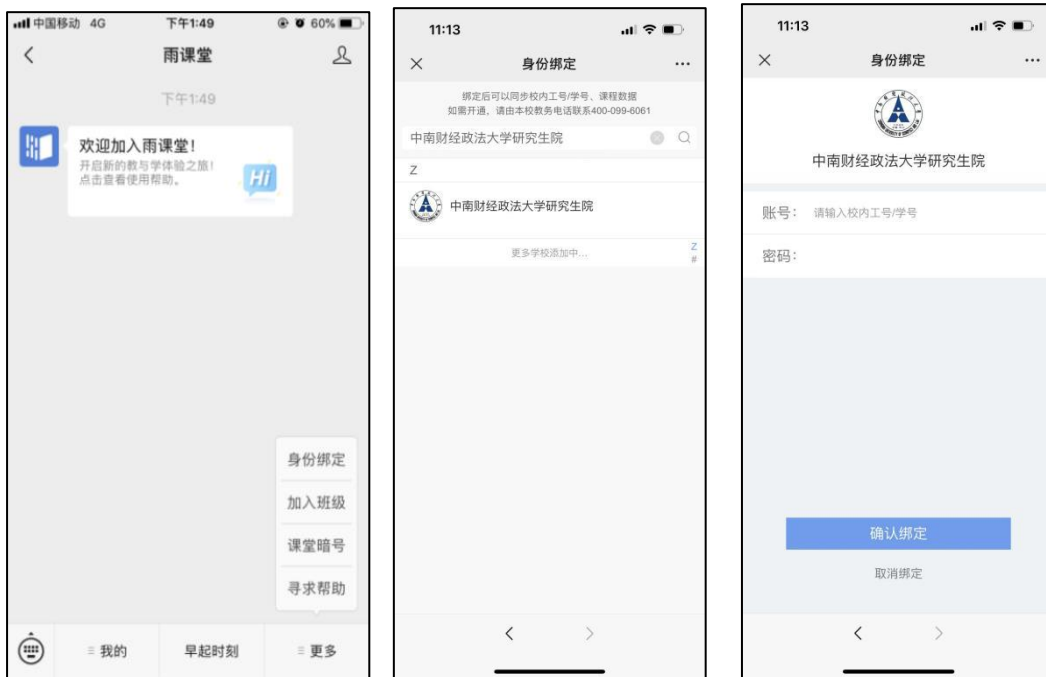 中国移动 4G 下午1:49 60%
雨课堂
下午1:49
欢迎加入雨课堂!
开启新的教与学体验之旅!
点击查看使用帮助。
Hi
身份绑定
加入班级
课堂暗号
寻求帮助
我的
早起时刻
更多
11:13
身份绑定
绑定后可以同步校内工号/学号、课程数据
如需开通，请由本校教务电话联系400-099-6061
中南财经政法大学研究生院
Z
中南财经政法大学研究生院
更多学校添加中...
Z
#
11:13
身份绑定
中南财经政法大学研究生院
账号: 请输入校内工号/学号
密码:
确认绑定
取消绑定